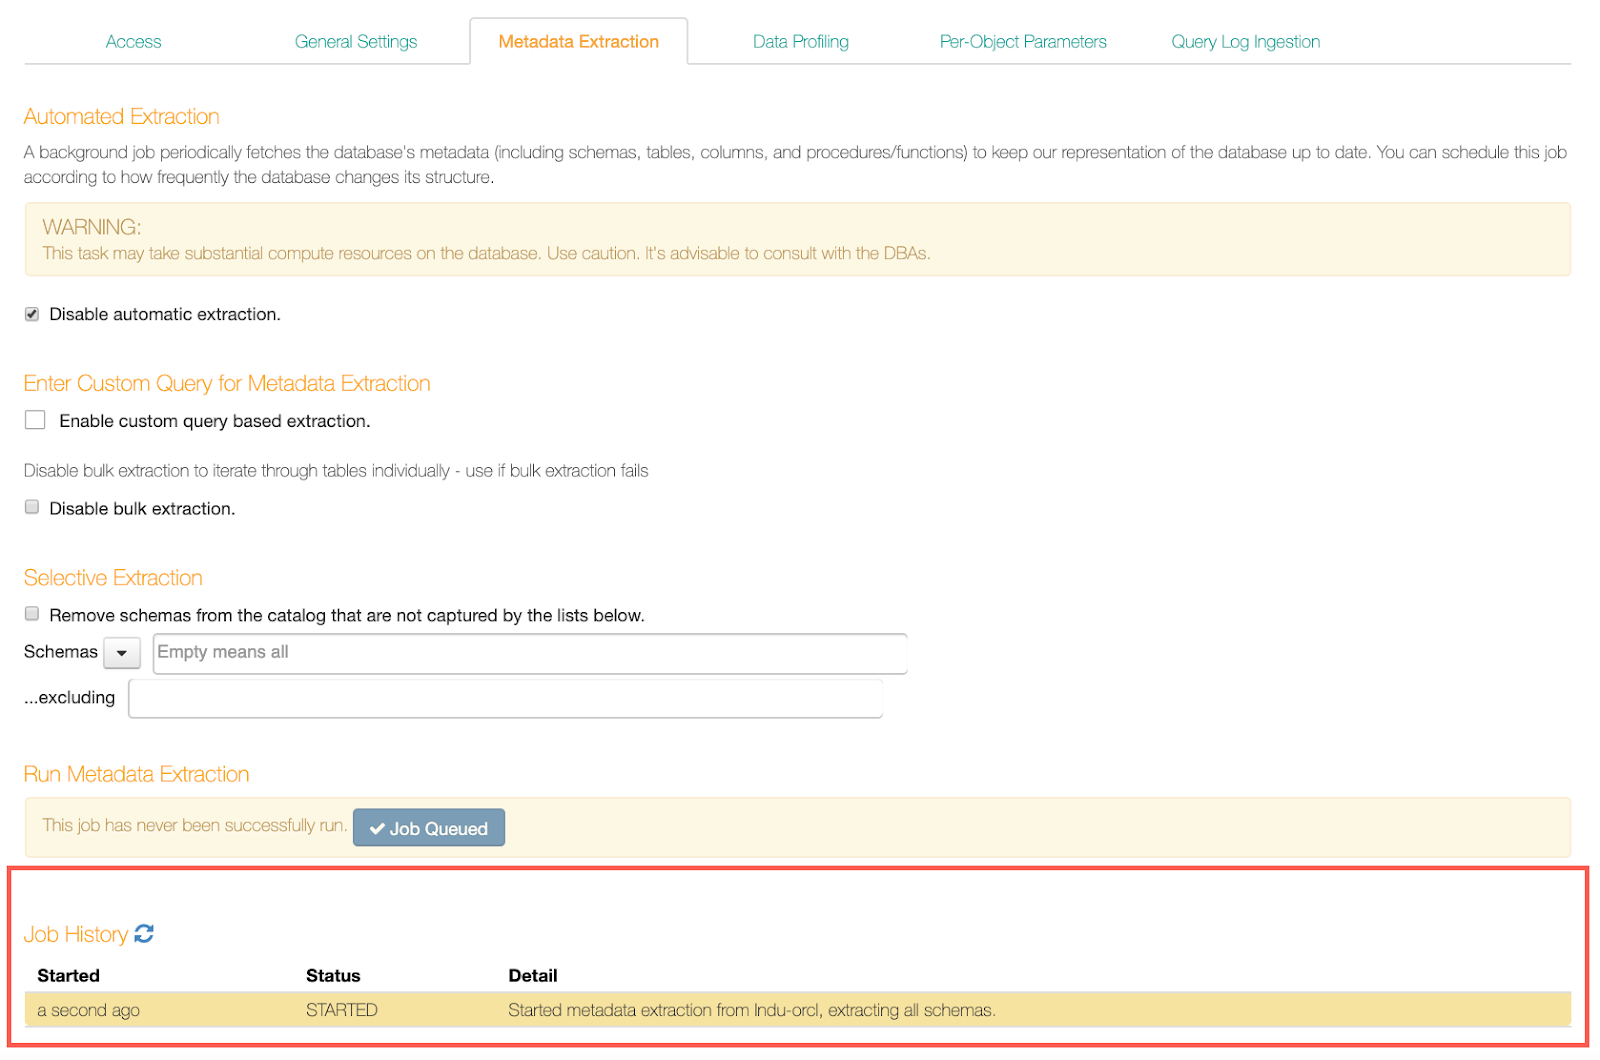 Access
General Settings
Metadata Extraction
Data Profiling
Per-Object Parameters
Query Log Ingestion
Automated Extraction
A background job periodically fetches the database's metadata (including schemas, tables, columns, and procedures/functions) to keep our representation of the database up to date. You can schedule this job
according to how frequently the database changes its structure.
WARNING:
This task may take substantial compute resources on the database. Use caution. It's advisable to consult with the DBAs.
Disable automatic extraction.
Enter Custom Query for Metadata Extraction
Enable custom query based extraction.
Disable bulk extraction to iterate through tables individually - use if bulk extraction fails
Disable bulk extraction.
Selective Extraction
Remove schemas from the catalog that are not captured by the lists below.
Schemas Empty means all
...excluding
Run Metadata Extraction
This job has never been successfully run. Job Queued
Job History
Started Status Detail
a second ago STARTED Started metadata extraction from Indu-orcl, extracting all schemas.